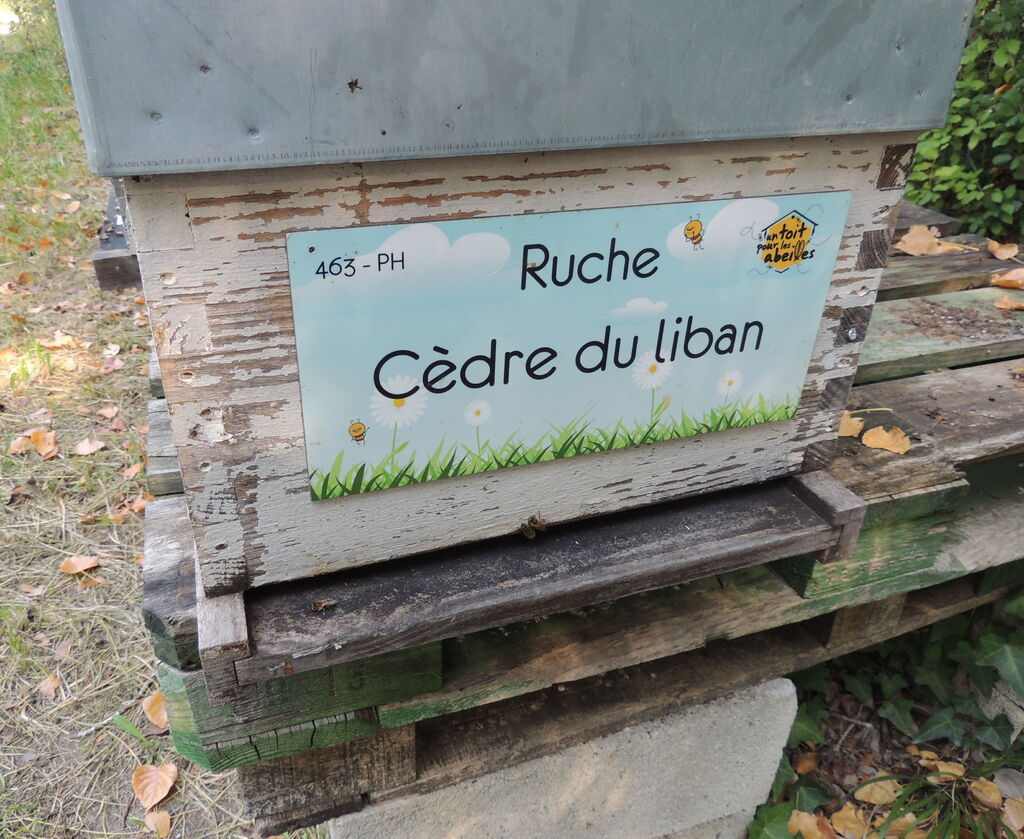 463 - PH
Ruche
un toit
pour les
abeilles
Cèdre du liban